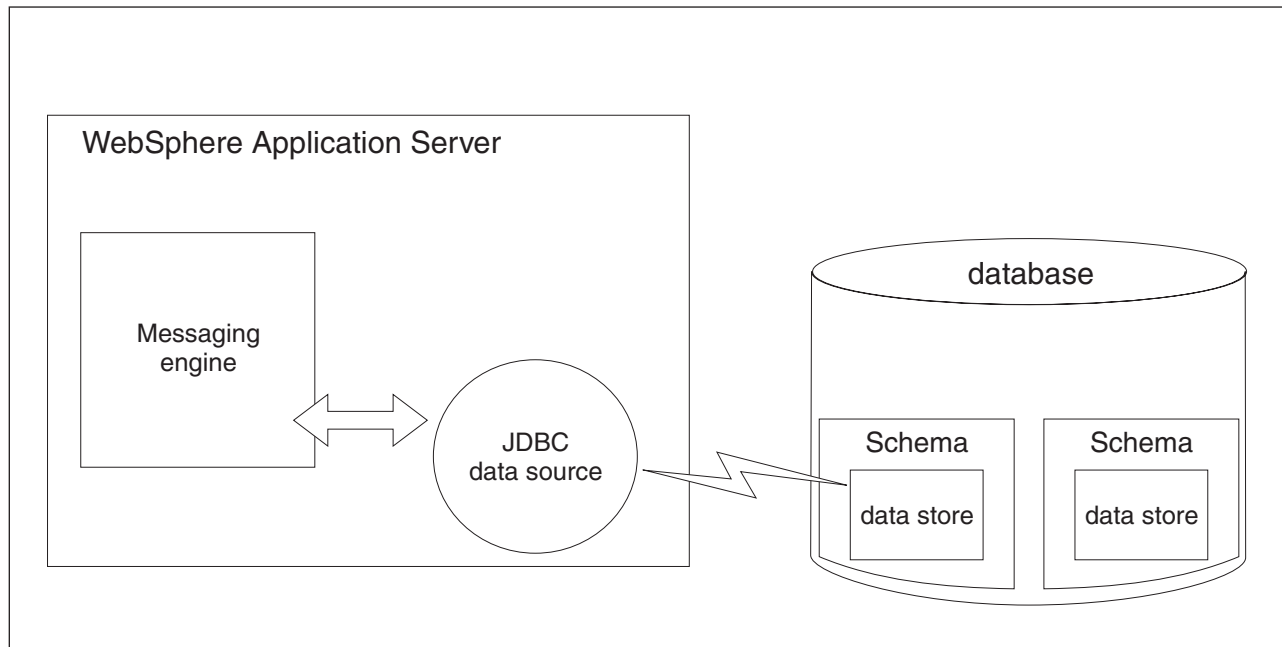 WebSphere Application Server
Messaging
engine
JDBC
data source
database
Schema
data store
Schema
data store